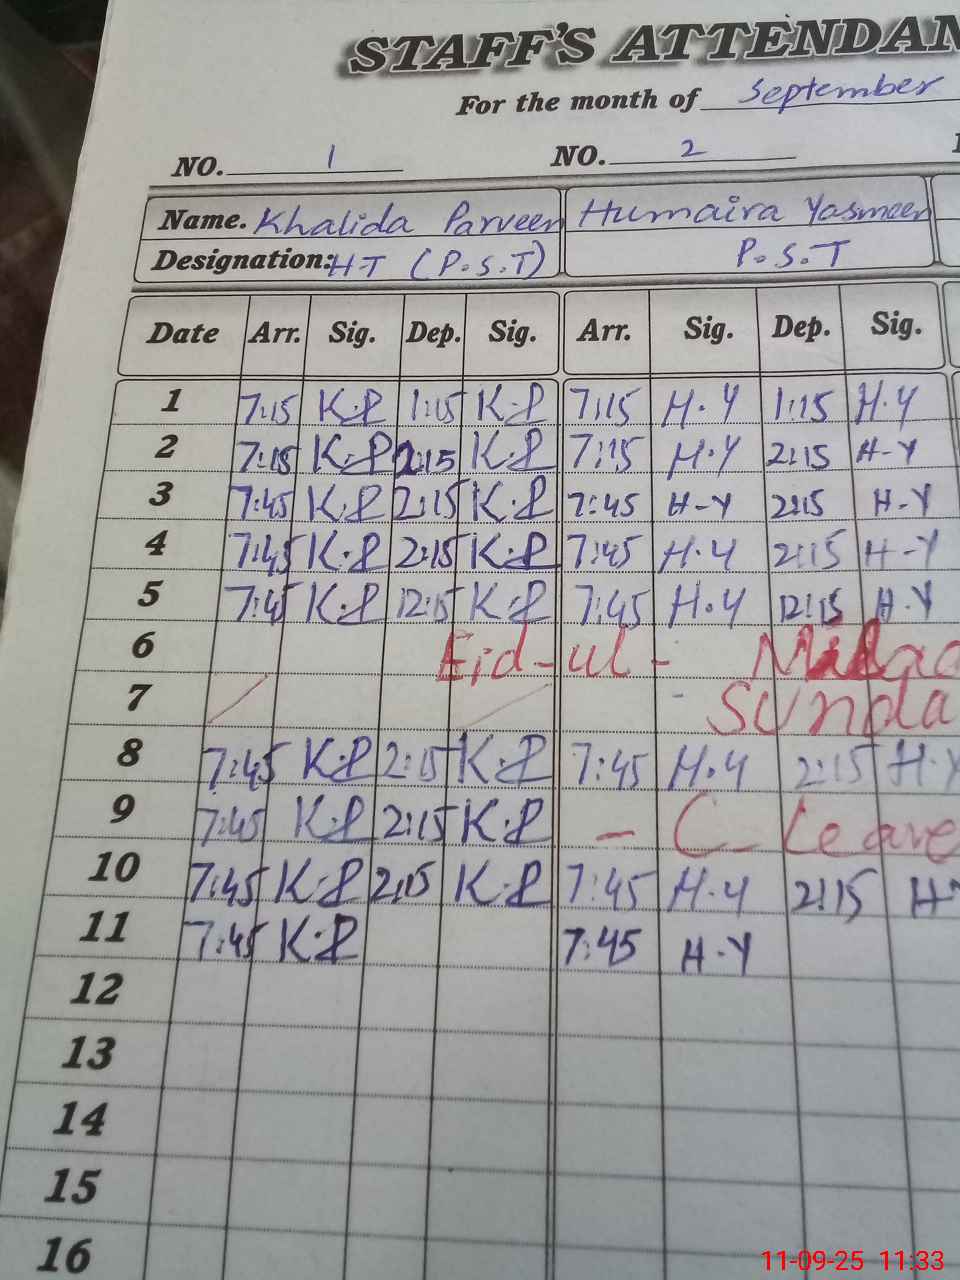 STAFF'S ATTENDAN
For the month of September
NO. 1 NO. 2
Name. Khalida Parveen Humaira Yasmeen
Designation: H-T (P.S.T) P.S.T
Date Arr. Sig. Dep. Sig. Arr. Sig. Dep. Sig.
1 7:15 K.P 1:15 K.P 7:15 H.Y 1:15 H.Y
2 7:15 K.P 2:15 K.P 7:15 H.Y 2:15 H-Y
3 7:45 K.P 2:15 K.P 7:45 H-Y 2:15 H-Y
4 7:45 K.P 2:15 K.P 7:45 H.Y 2:15 H-Y
5 7:45 K.P 12:15 K.P 7:45 H.Y 12:15 H.Y
6 Eid-ul-
7 Sunda
8 7:45 K.P 2:15 K.P 7:45 H.Y 2:15 H.Y
9 7:45 K.P 2:15 K.P - C- Leave
10 7:45 K.P 2:15 K.P 7:45 H.Y 2:15 H-
11 7:45 K.P 7:45 H-Y
12
13
14
15
16
11-09-25 11:33